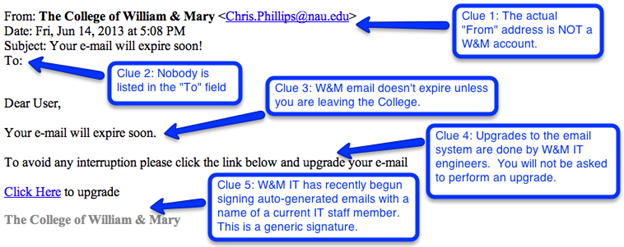 From: The College of William & Mary <Chris.Phillips@nau.edu>
Date: Fri, Jun 14, 2013 at 5:08 PM
Subject: Your e-mail will expire soon!
To:
Clue 1: The actual
"From" address is NOT a
W&M account.
Clue 2: Nobody is
listed in the "To" field
Clue 3: W&M email doesn't expire unless
you are leaving the College.
Dear User,
Your e-mail will expire soon.
Clue 4: Upgrades to the email
system are done by W&M IT
engineers. You will not be asked
to perform an upgrade.
To avoid any interruption please click the link below and upgrade your e-mail
Click Here to upgrade
Clue 5: W&M IT has recently begun
signing auto-generated emails with a
name of a current IT staff member.
This is a generic signature.
The College of William & Mary